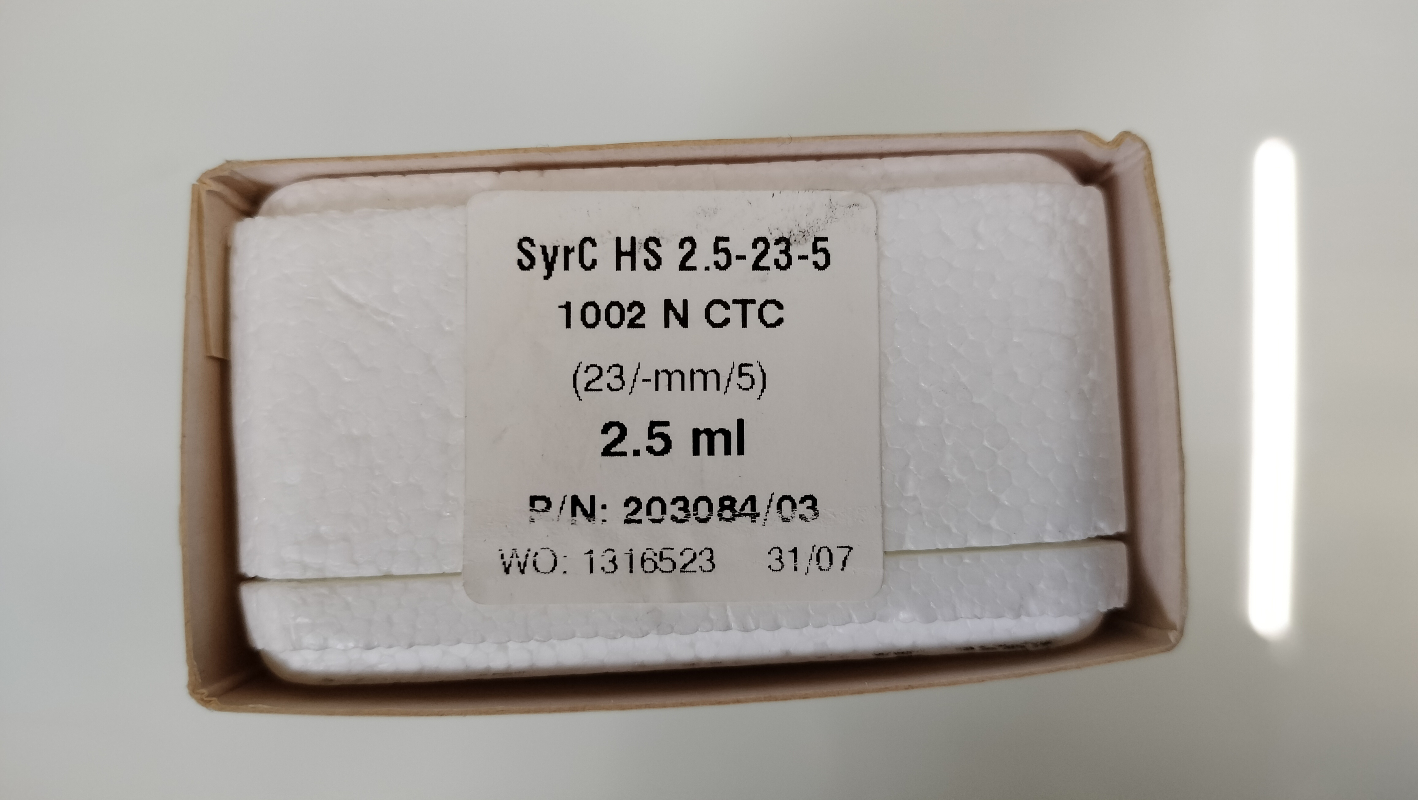 SyrC HS 2.5-23-5
1002 N CTC
(23/-mm/5)
2.5 ml
P/N: 203084/03
WO: 1316523 31/07